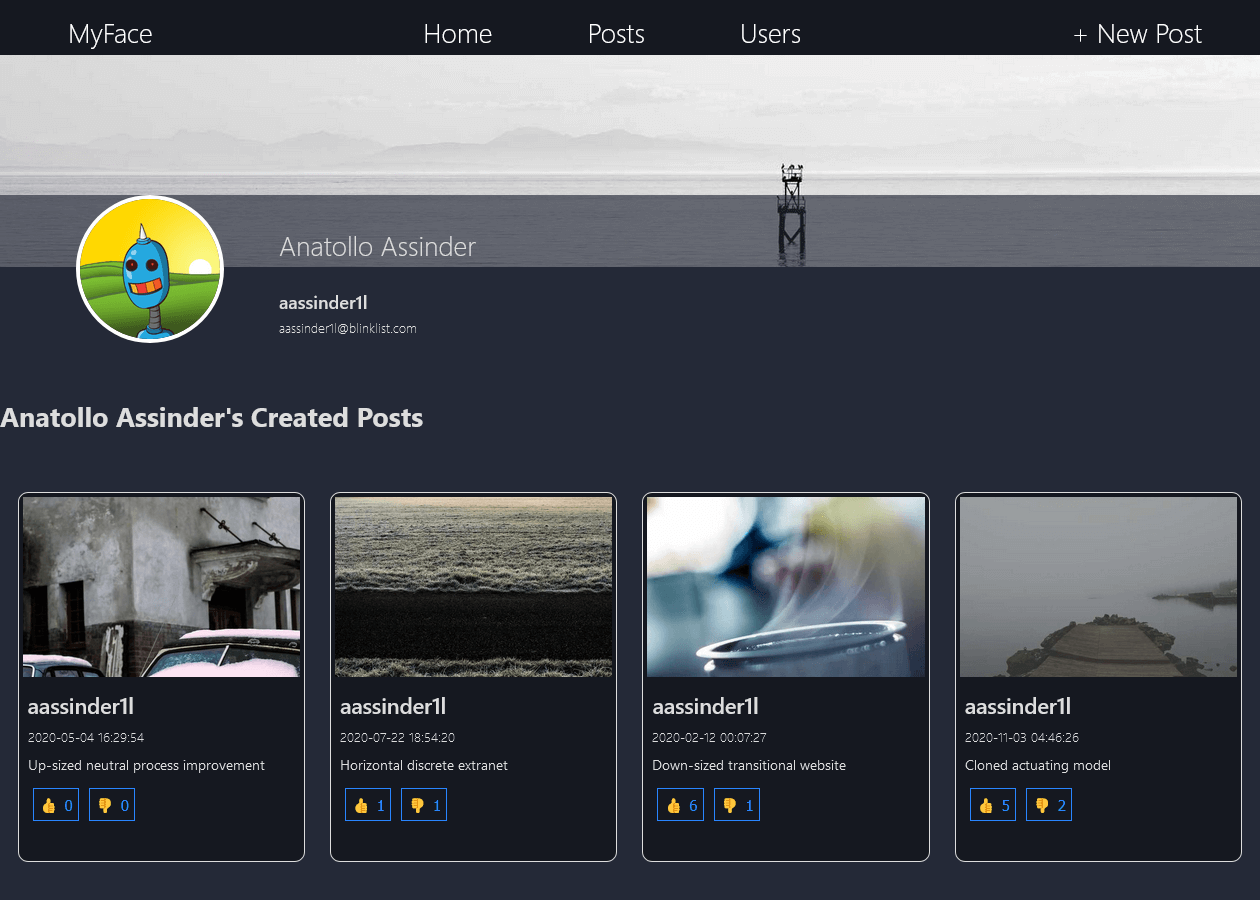 MyFace Home Posts Users + New Post
Anatollo Assinder
aassinder1l
aassinder1l@blinklist.com
Anatollo Assinder's Created Posts
aassinder1l
2020-05-04 16:29:54
Up-sized neutral process improvement
👍 0 👎 0
aassinder1l
2020-07-22 18:54:20
Horizontal discrete extranet
👍 1 👎 1
aassinder1l
2020-02-12 00:07:27
Down-sized transitional website
👍 6 👎 1
aassinder1l
2020-11-03 04:46:26
Cloned actuating model
👍 5 👎 2